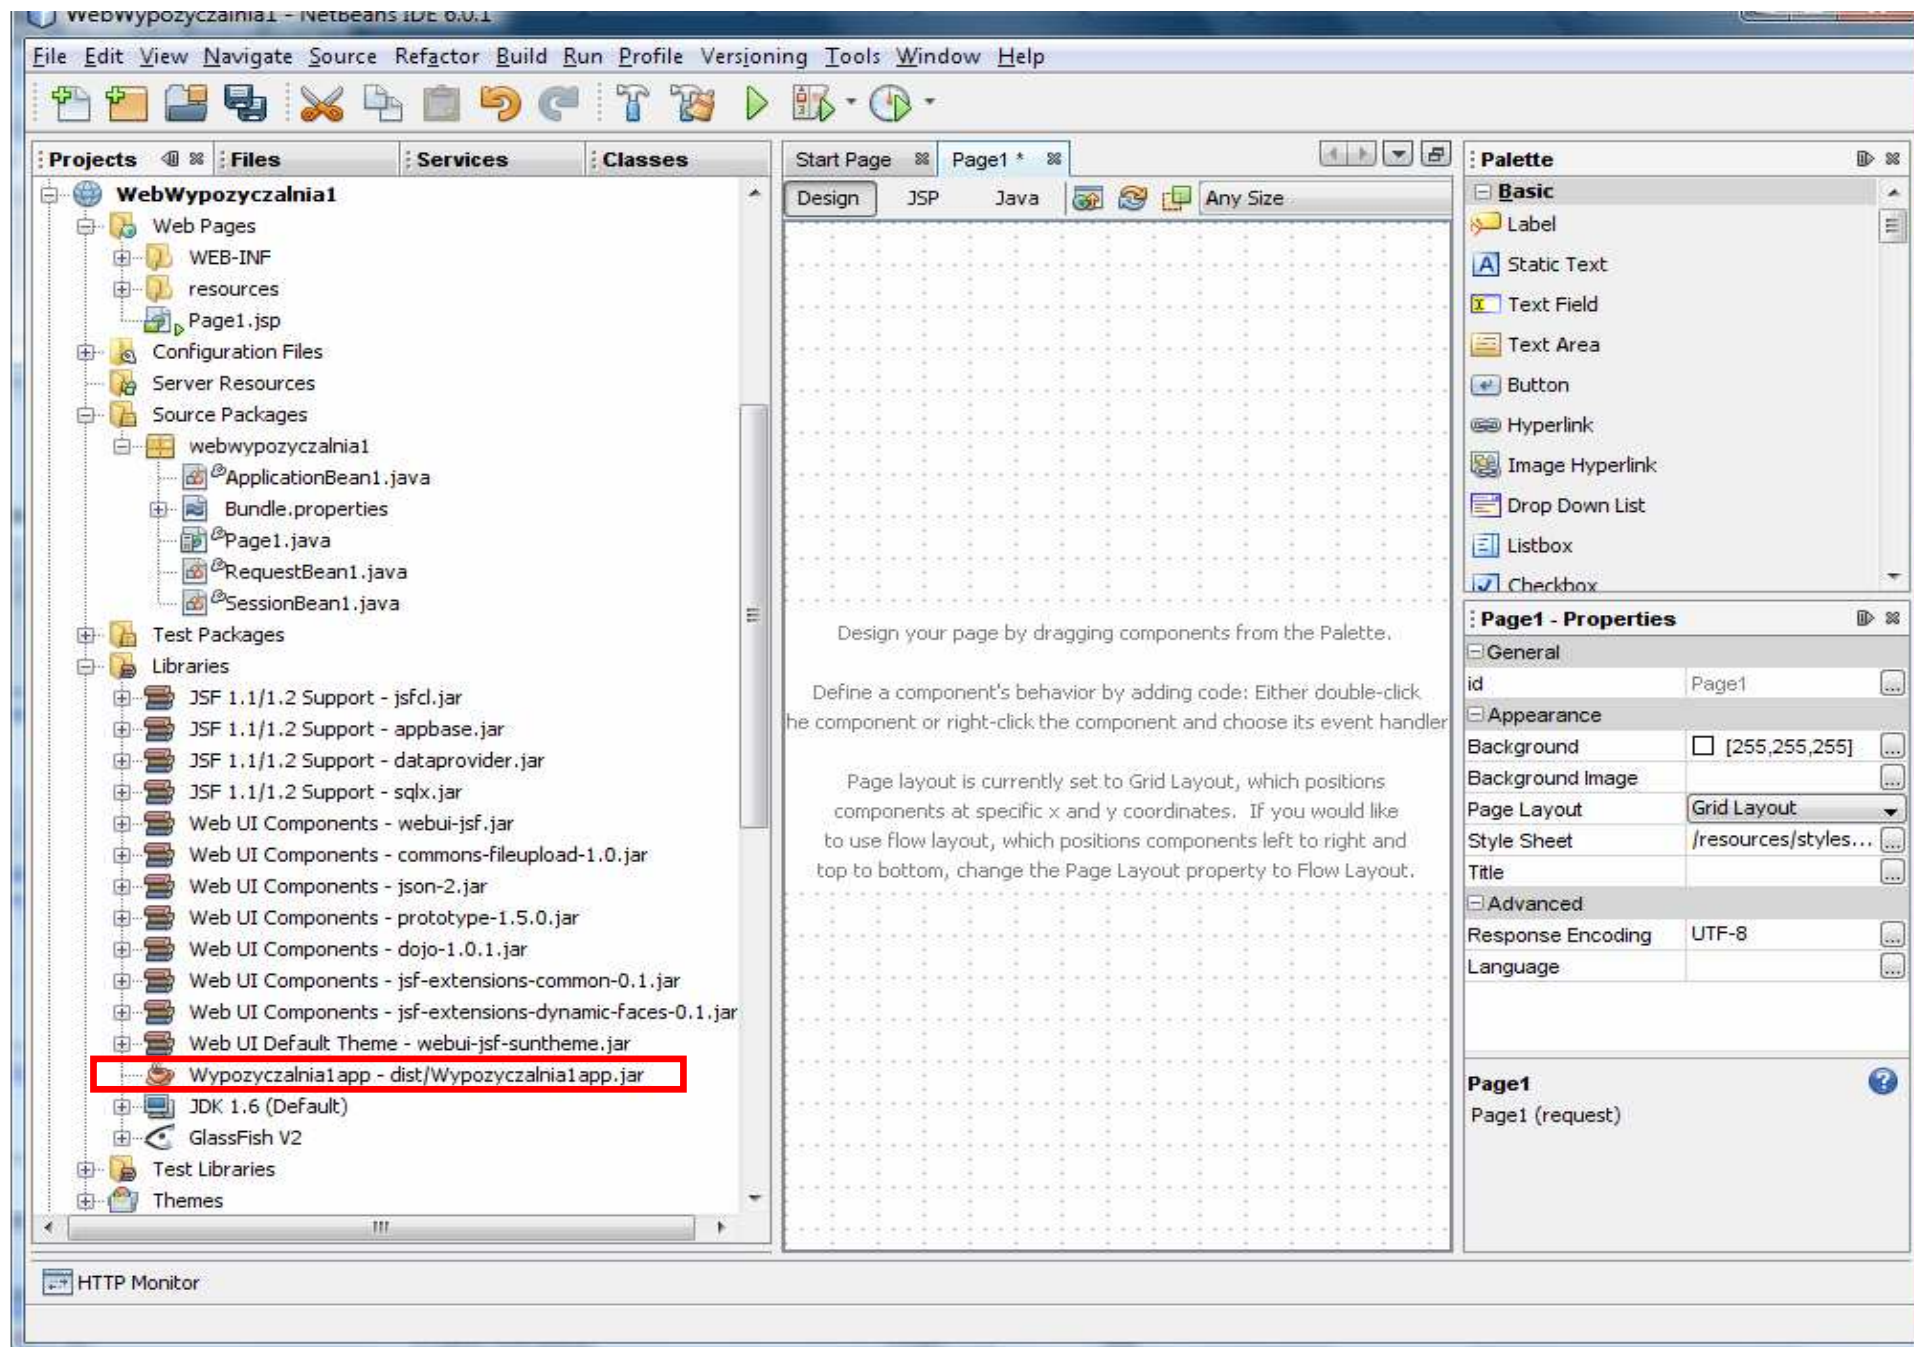 WebWypozyczalnia1 - NetBeans IDE 6.0.1
File Edit View Navigate Source Refactor Build Run Profile Versioning Tools Window Help
Projects Files Services Classes
WebWypozyczalnia1
Web Pages
WEB-INF
resources
Page1.jsp
Configuration Files
Server Resources
Source Packages
webwypozyczalnia1
ApplicationBean1.java
Bundle.properties
Page1.java
RequestBean1.java
SessionBean1.java
Test Packages
Libraries
JSF 1.1/1.2 Support - jsfcl.jar
JSF 1.1/1.2 Support - appbase.jar
JSF 1.1/1.2 Support - dataprovider.jar
JSF 1.1/1.2 Support - sqlx.jar
Web UI Components - webui-jsf.jar
Web UI Components - commons-fileupload-1.0.jar
Web UI Components - json-2.jar
Web UI Components - prototype-1.5.0.jar
Web UI Components - dojo-1.0.1.jar
Web UI Components - jsf-extensions-common-0.1.jar
Web UI Components - jsf-extensions-dynamic-faces-0.1.jar
Web UI Default Theme - webui-jsf-suntheme.jar
Wypozyczalnia1app - dist/Wypozyczalnia1app.jar
JDK 1.6 (Default)
GlassFish V2
Test Libraries
Themes
Start Page Page1 *
Design JSP Java Any Size
Design your page by dragging components from the Palette.
Define a component's behavior by adding code: Either double-click
he component or right-click the component and choose its event handler
Page layout is currently set to Grid Layout, which positions
components at specific x and y coordinates. If you would like
to use flow layout, which positions components left to right and
top to bottom, change the Page Layout property to Flow Layout.
Palette
Basic
Label
Static Text
Text Field
Text Area
Button
Hyperlink
Image Hyperlink
Drop Down List
Listbox
Checkbox
Page1 - Properties
General
id Page1 ...
Appearance
Background [255,255,255] ...
Background Image ...
Page Layout Grid Layout
Style Sheet /resources/styles... ...
Title ...
Advanced
Response Encoding UTF-8 ...
Language ...
Page1
Page1 (request)
HTTP Monitor